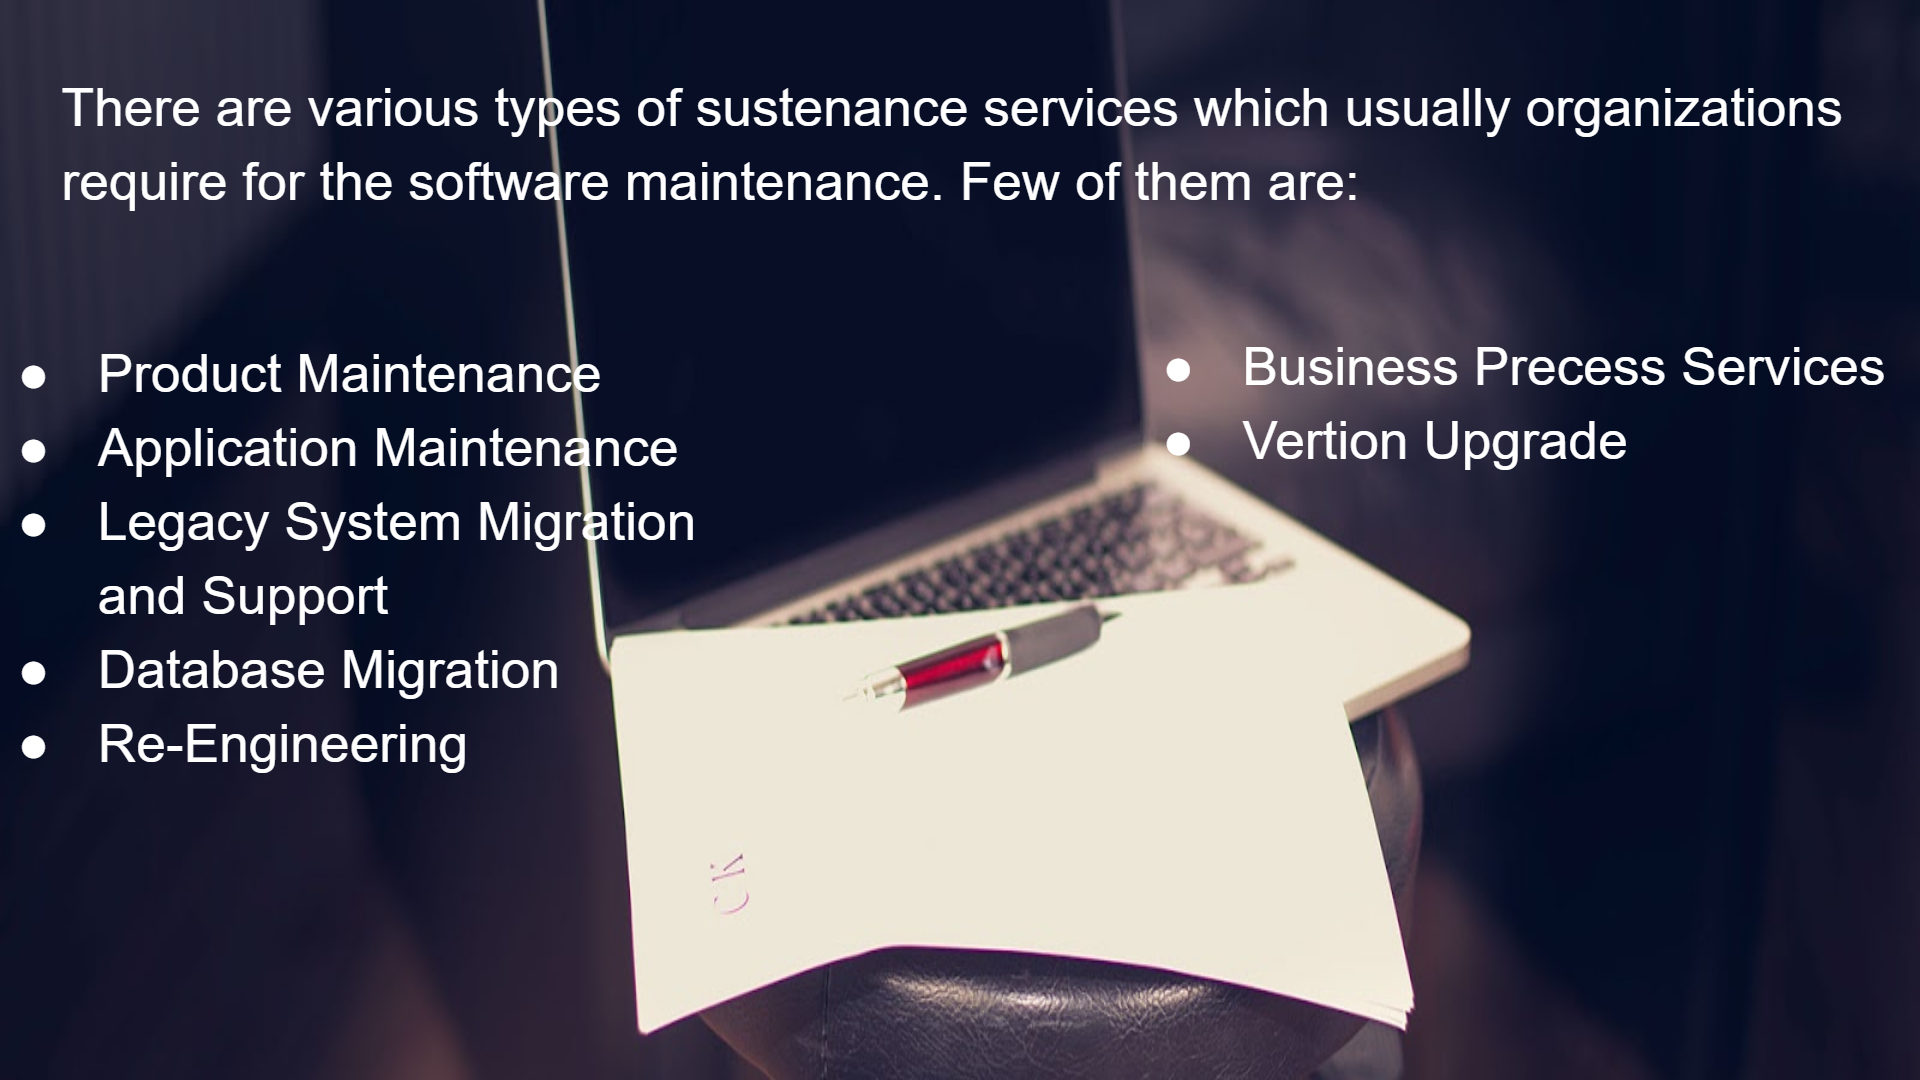 There are various types of sustenance services which usually organizations
require for the software maintenance. Few of them are:
● Product Maintenance
● Application Maintenance
● Legacy System Migration
and Support
● Database Migration
● Re-Engineering
● Business Precess Services
● Vertion Upgrade
CK